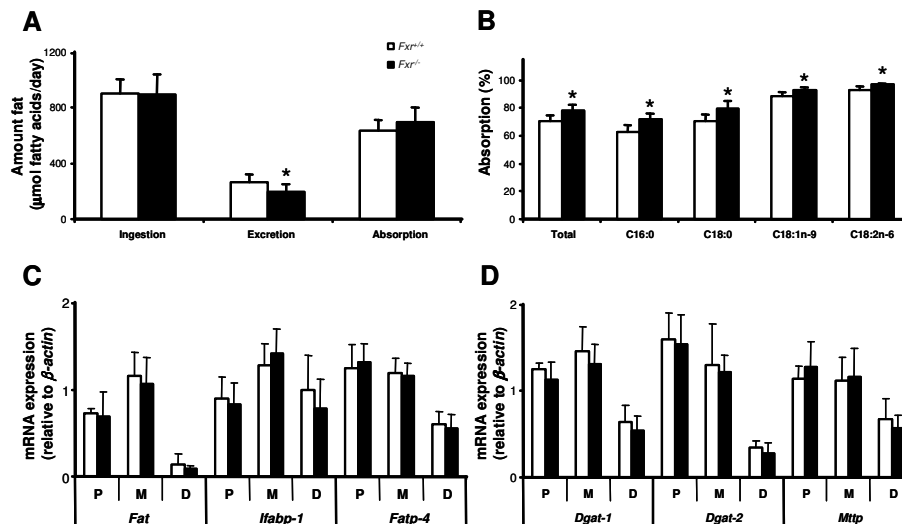 A
Amount fat
(µmol fatty acids/day)
1200
800
400
0
Fxr+/+
Fxr-/-
*
Ingestion
Excretion
Absorption
B
Absorption (%)
100
80
60
40
20
0
*
*
*
*
*
Total
C16:0
C18:0
C18:1n-9
C18:2n-6
C
mRNA expression
(relative to β-actin)
2
1
0
P M D P M D P M D
Fat Ifabp-1 Fatp-4
D
mRNA expression
(relative to β-actin)
2
1
0
P M D P M D P M D
Dgat-1 Dgat-2 Mttp